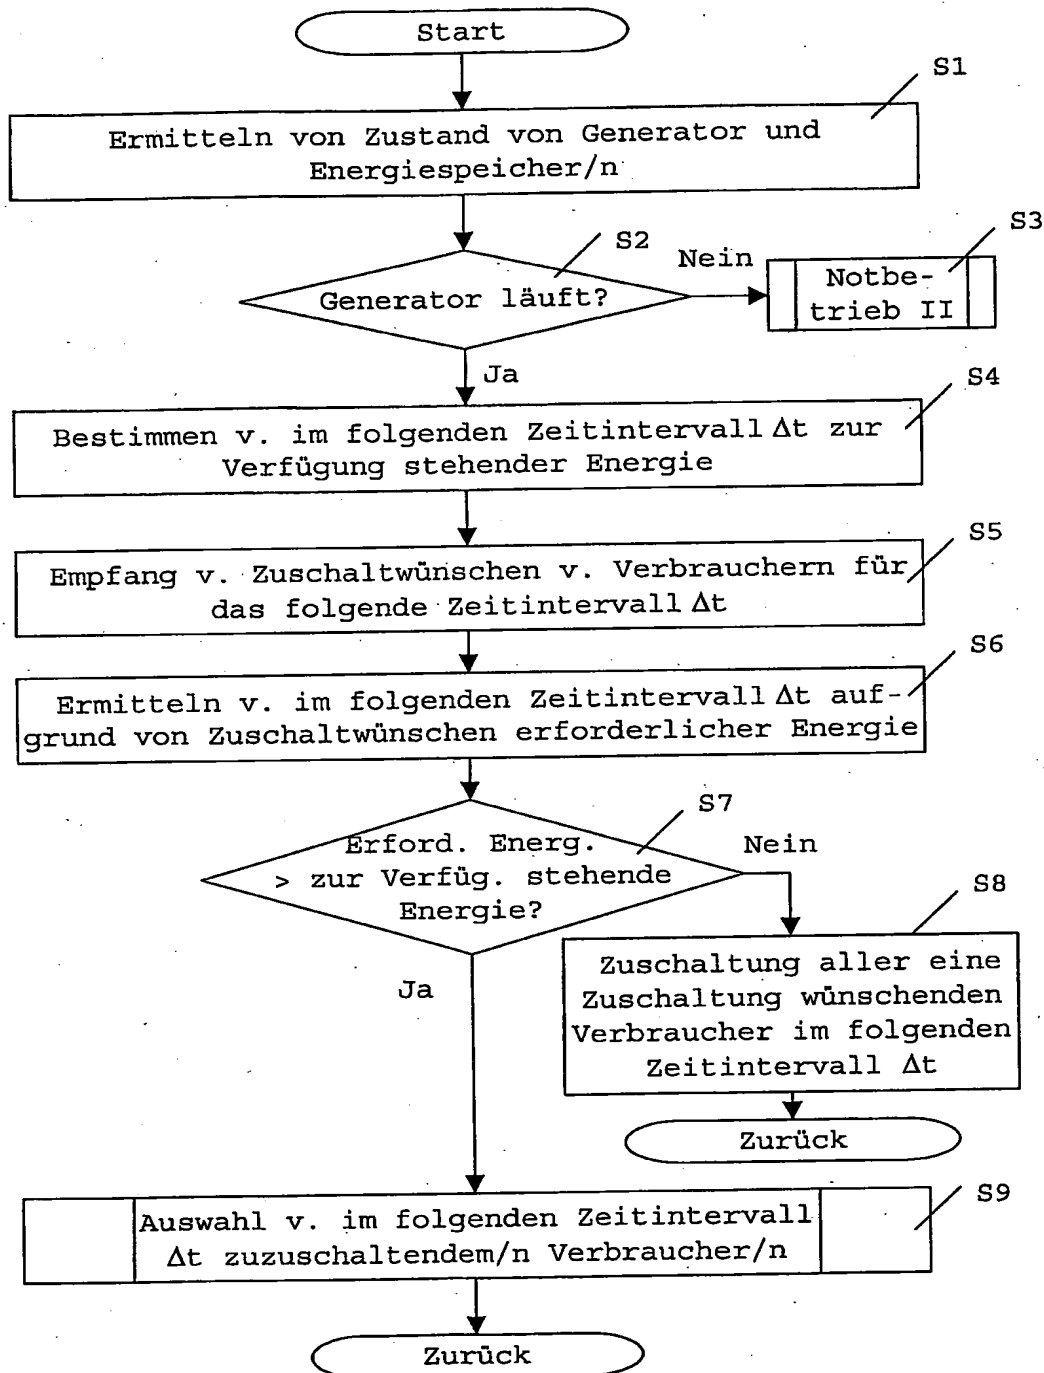 Start
S1
Ermitteln von Zustand von Generator und
Energiespeicher/n
S2
Generator läuft?
Nein
S3
Notbe-
trieb II
Ja
S4
Bestimmen v. im folgenden Zeitintervall Δt zur
Verfügung stehender Energie
S5
Empfang v. Zuschaltwünschen v. Verbrauchern für
das folgende Zeitintervall Δt
S6
Ermitteln v. im folgenden Zeitintervall Δt auf-
grund von Zuschaltwünschen erforderlicher Energie
S7
Erford. Energ.
> zur Verfüg. stehende
Energie?
Nein
S8
Zuschaltung aller eine
Zuschaltung wünschenden
Verbraucher im folgenden
Zeitintervall Δt
Zurück
Ja
S9
Auswahl v. im folgenden Zeitintervall
Δt zuzuschaltendem/n Verbraucher/n
Zurück